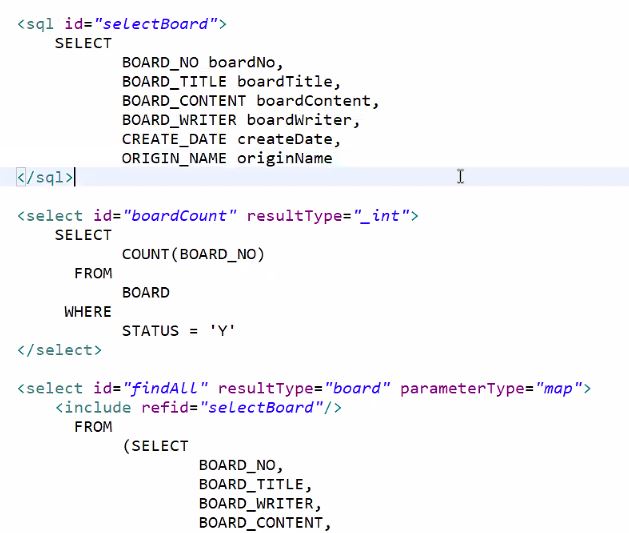 <sql id="selectBoard">
SELECT
BOARD_NO boardNo,
BOARD_TITLE boardTitle,
BOARD_CONTENT boardContent,
BOARD_WRITER boardWriter,
CREATE_DATE createDate,
ORIGIN_NAME originName
</sql>
<select id="boardCount" resultType="_int">
SELECT
COUNT(BOARD_NO)
FROM
BOARD
WHERE
STATUS = 'Y'
</select>
<select id="findAll" resultType="board" parameterType="map">
<include refid="selectBoard"/>
FROM
(SELECT
BOARD_NO,
BOARD_TITLE,
BOARD_WRITER,
BOARD_CONTENT,